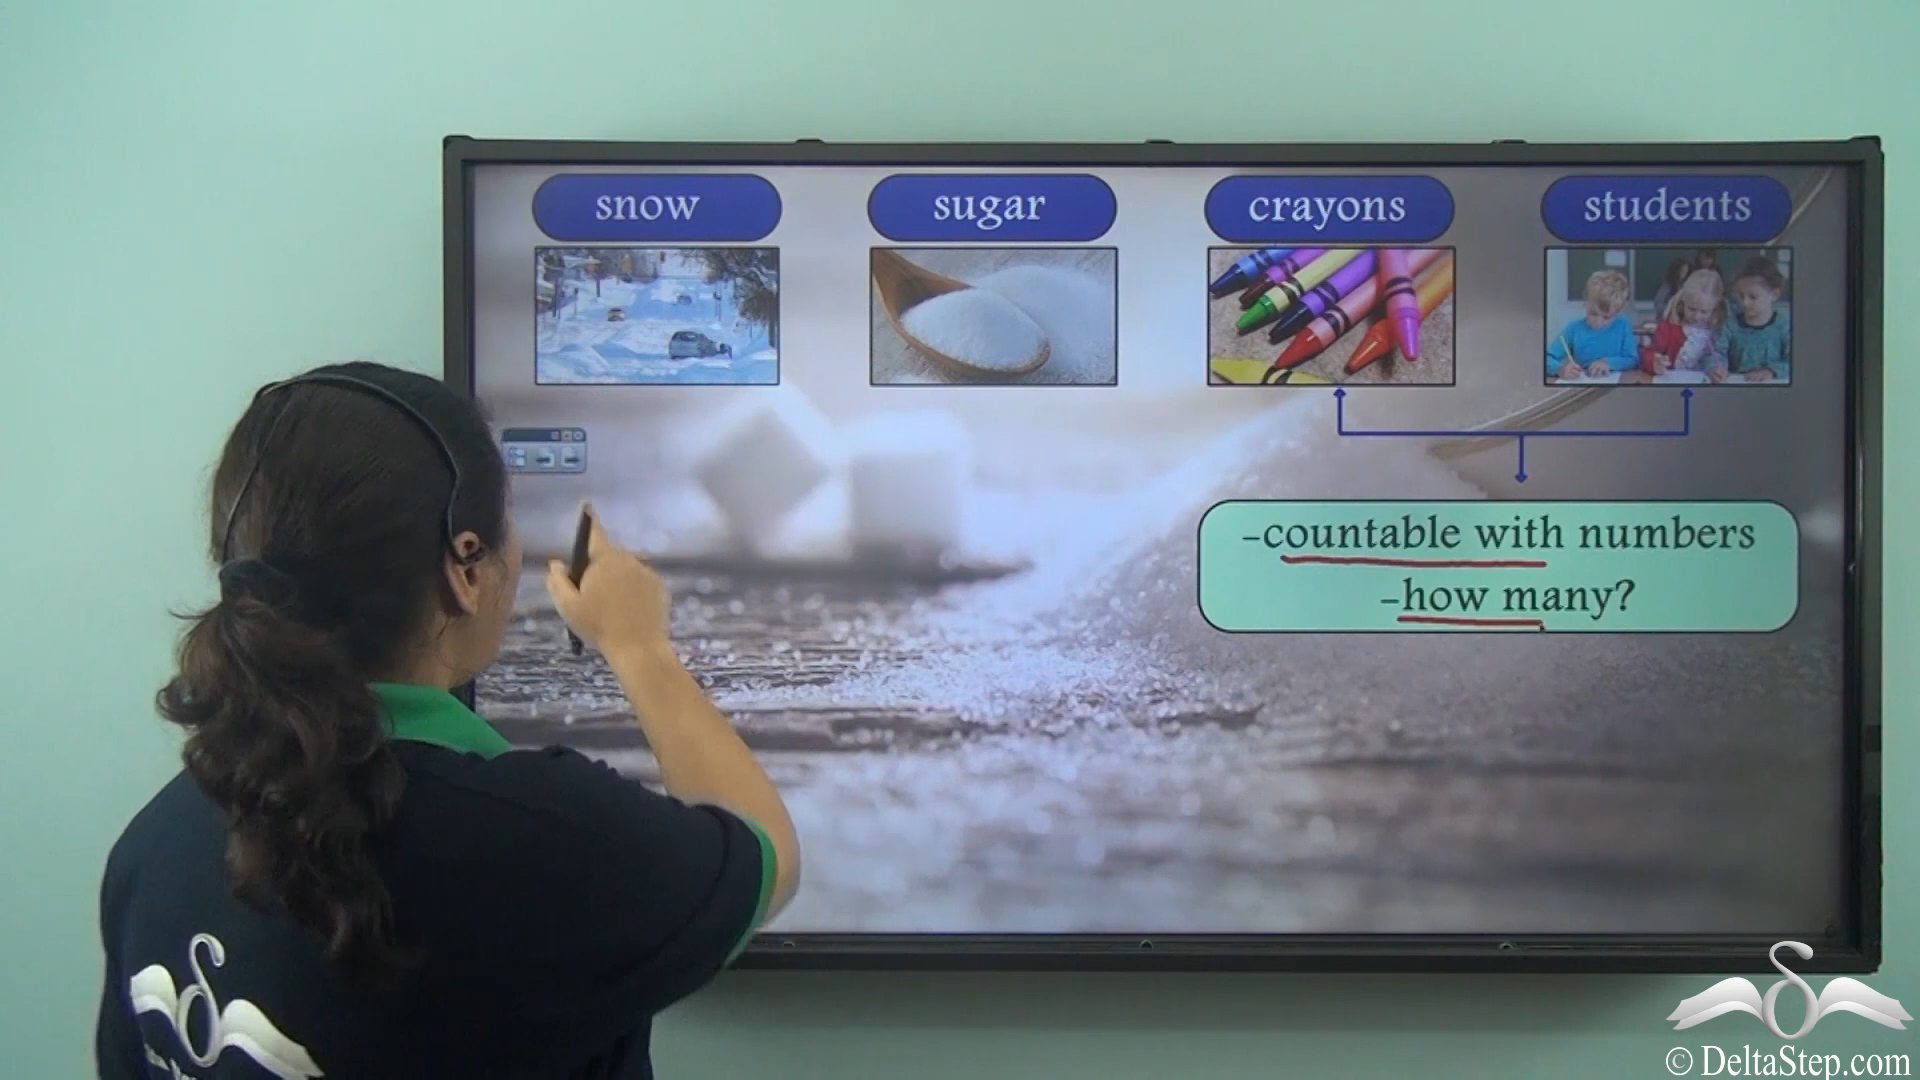 snow
sugar
crayons
students
-countable with numbers
-how many?
© DeltaStep.com